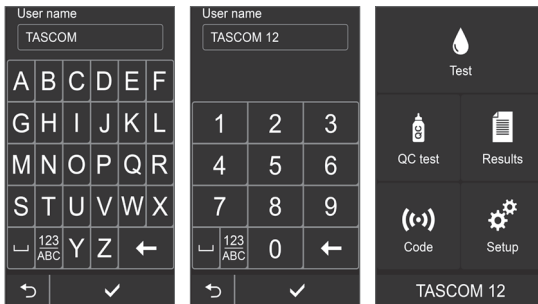 User name
TASCOM
A B C D E F
G H I J K L
M N O P Q R
S T U V W X
123
ABC
Y Z
User name
TASCOM 12
1 2 3
4 5 6
7 8 9
123
ABC
0
Test
QC
QC test
Results
Code
Setup
TASCOM 12